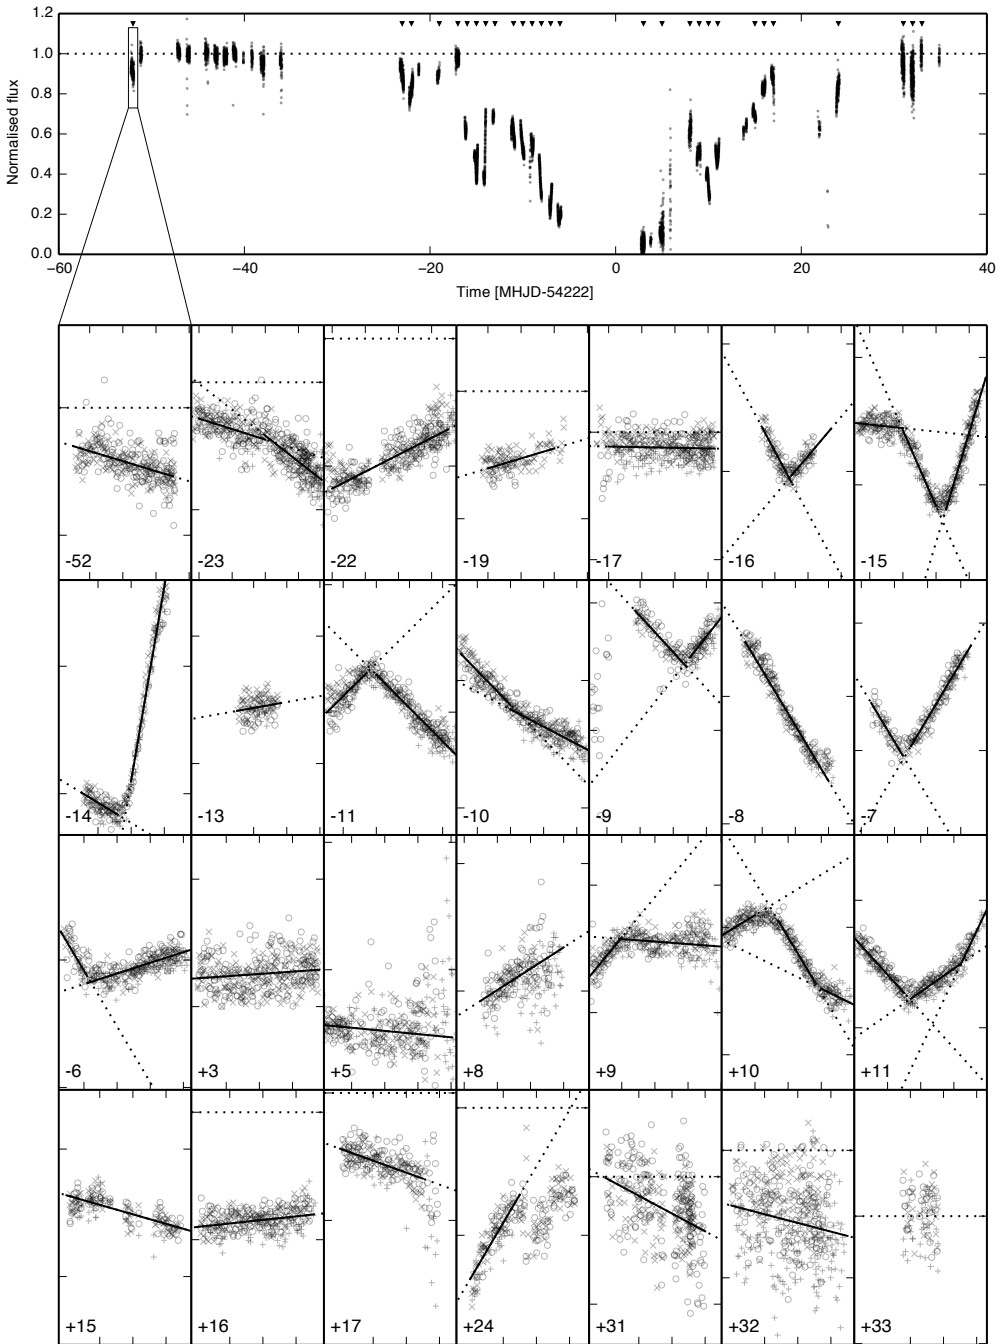 1.2
1.0
0.8
0.6
0.4
0.2
0.0
Normalised flux
−60 −40 −20 0 20 40
Time [MHJD-54222]
-52 -23 -22 -19 -17 -16 -15
-14 -13 -11 -10 -9 -8 -7
-6 +3 +5 +8 +9 +10 +11
+15 +16 +17 +24 +31 +32 +33